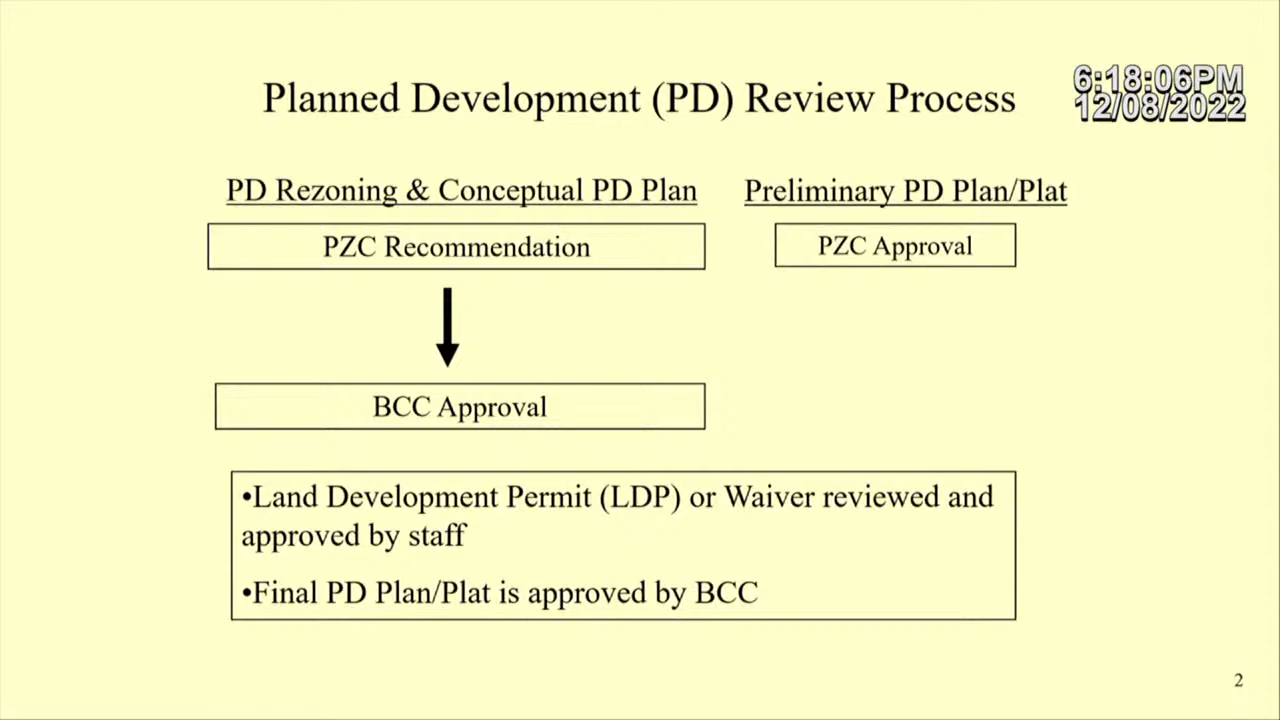 Planned Development (PD) Review Process
6:18:06PM
12/08/2022
PD Rezoning & Conceptual PD Plan
Preliminary PD Plan/Plat
PZC Recommendation
PZC Approval
BCC Approval
•Land Development Permit (LDP) or Waiver reviewed and
approved by staff
•Final PD Plan/Plat is approved by BCC
2